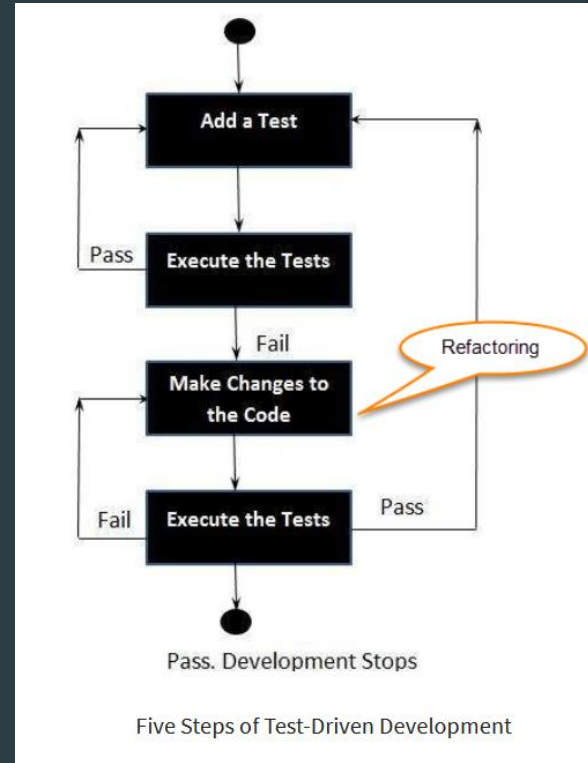 Add a Test
Pass
Execute the Tests
Fail
Refactoring
Make Changes to
the Code
Fail
Execute the Tests
Pass
Pass. Development Stops
Five Steps of Test-Driven Development